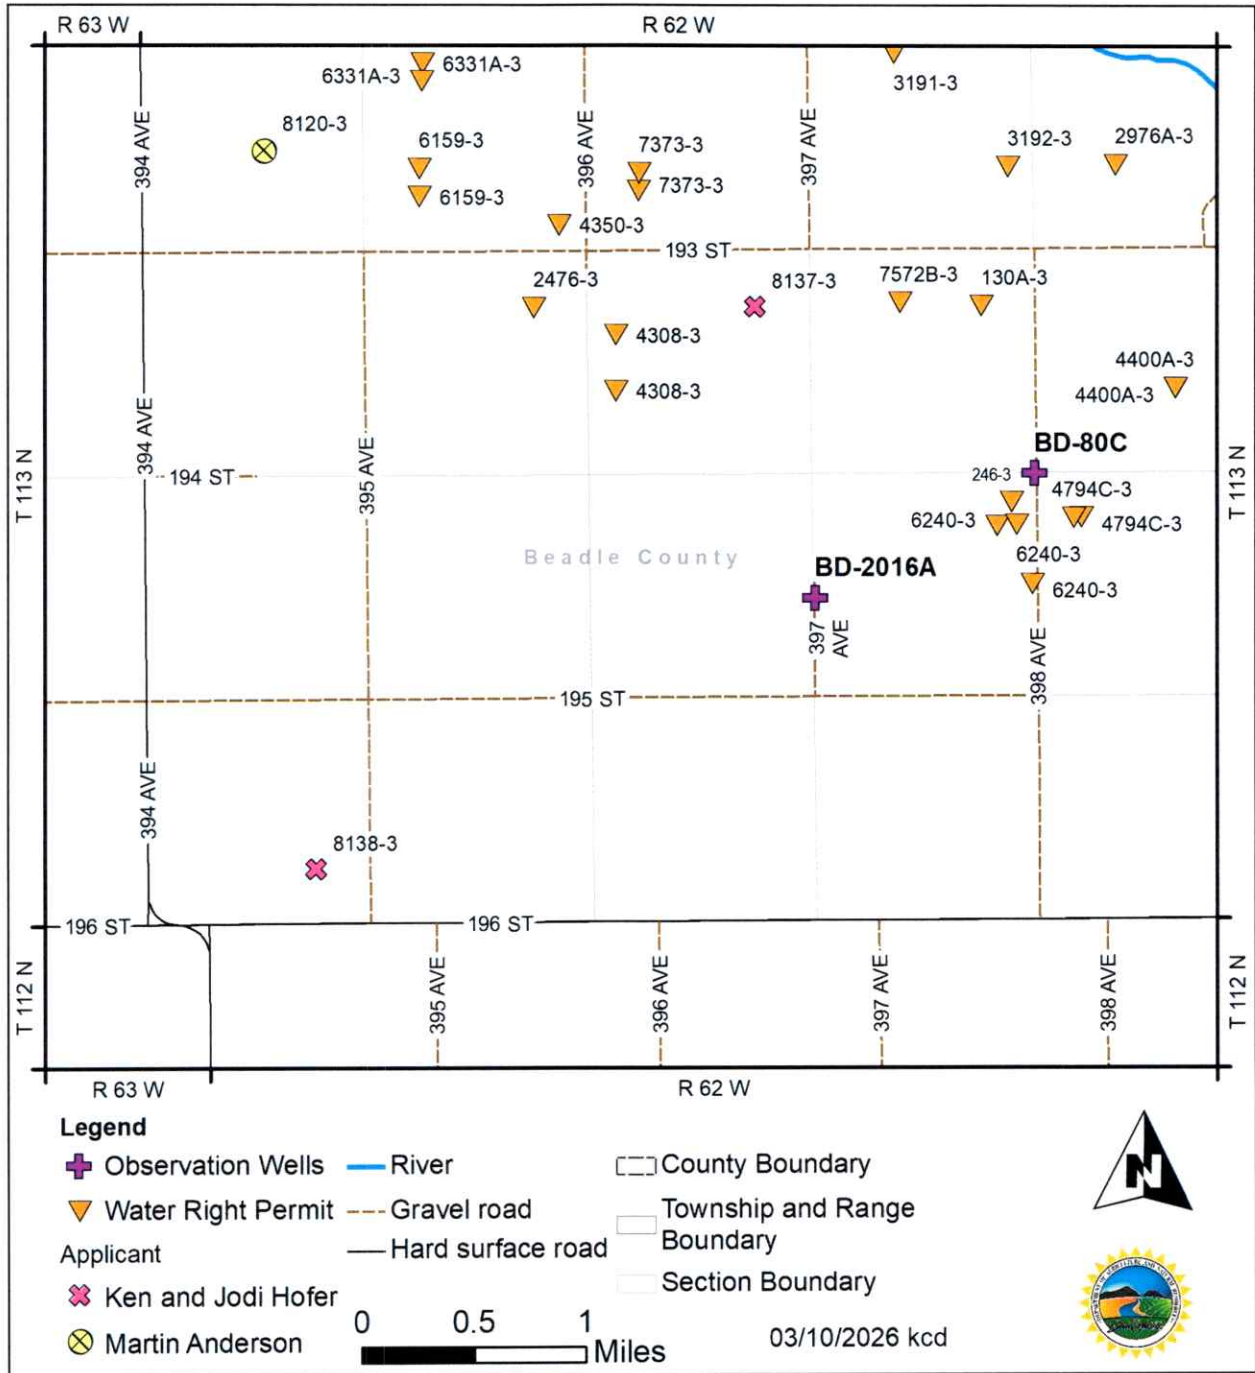 R 63 W
R 62 W
394 AVE
6331A-3
6331A-3
8120-3
6159-3
6159-3
396 AVE
7373-3
7373-3
4350-3
397 AVE
3191-3
3192-3
2976A-3
193 ST
2476-3
4308-3
4308-3
8137-3
7572B-3
130A-3
4400A-3
4400A-3
T 113 N
394 AVE
194 ST
395 AVE
BD-80C
246-3
4794C-3
6240-3
4794C-3
T 113 N
Beadle County
BD-2016A
6240-3
6240-3
397
AVE
398 AVE
195 ST
394 AVE
8138-3
196 ST
196 ST
T 112 N
395 AVE
396 AVE
397 AVE
398 AVE
T 112 N
R 63 W
R 62 W
Legend
Observation Wells
Water Right Permit
Applicant
Ken and Jodi Hofer
Martin Anderson
River
Gravel road
Hard surface road
County Boundary
Township and Range
Boundary
Section Boundary
0 0.5 1
Miles
03/10/2026 kcd
N